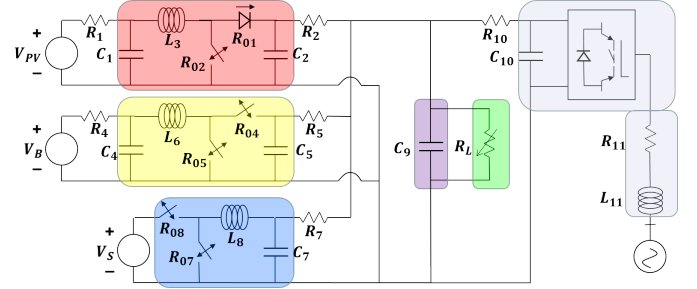 + V_PV − R_1 C_1 L_3 R_02 R_01 C_2 R_2 R_10 C_10
+ V_B − R_4 C_4 L_6 R_05 R_04 C_5 R_5 C_9 R_L R_11
+ V_S − R_08 R_07 L_8 C_7 R_7 L_11